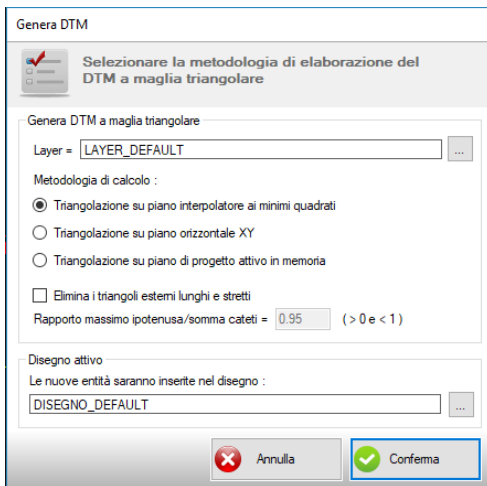 Genera DTM
Selezionare la metodologia di elaborazione del
DTM a maglia triangolare
Genera DTM a maglia triangolare
Layer = LAYER_DEFAULT ...
Metodologia di calcolo :
Triangolazione su piano interpolatore ai minimi quadrati
Triangolazione su piano orizzontale XY
Triangolazione su piano di progetto attivo in memoria
Elimina i triangoli esterni lunghi e stretti
Rapporto massimo ipotenusa/somma cateti = 0.95 ( > 0 e < 1 )
Disegno attivo
Le nuove entità saranno inserite nel disegno :
DISEGNO_DEFAULT ...
Annulla Conferma